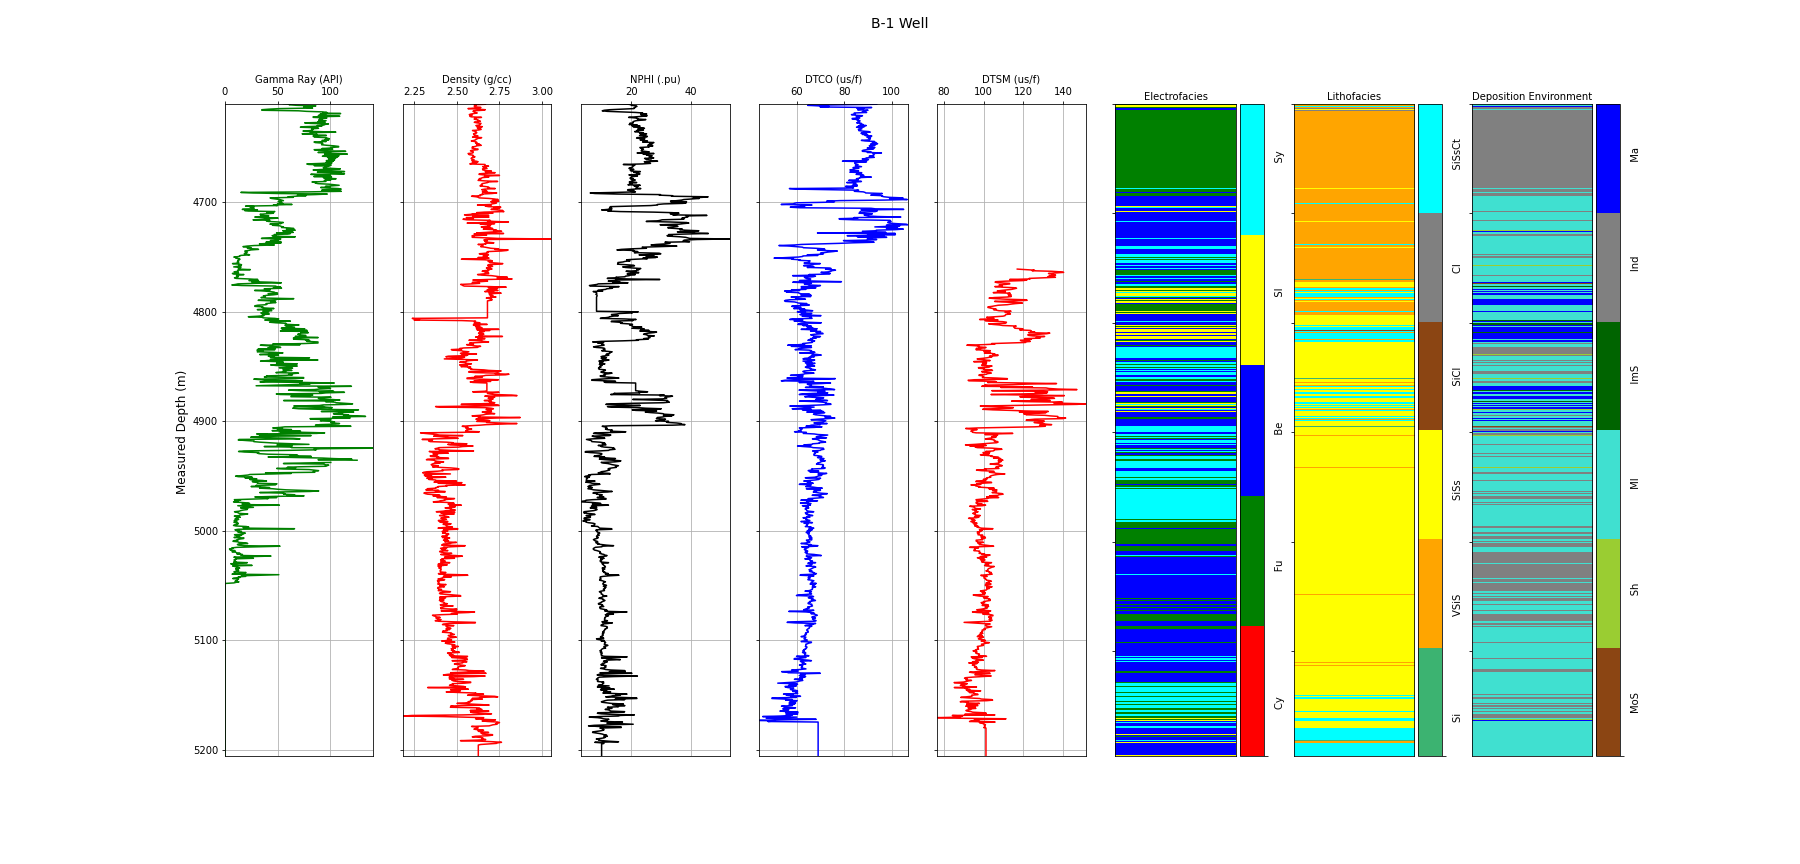 B-1 Well
Gamma Ray (API)
Density (g/cc)
NPHI (.pu)
DTCO (us/f)
DTSM (us/f)
0 50 100
2.25 2.50 2.75 3.00
20 40
60 80 100
80 100 120 140
Electrofacies
Lithofacies
Deposition Environment
Measured Depth (m)
4700
4800
4900
5000
5100
5200
Sy
Sl
Be
Fu
Cy
SiSsCt
Cl
SiCl
SiSs
VSiS
Si
Ma
Ind
ImS
Ml
Sh
MoS